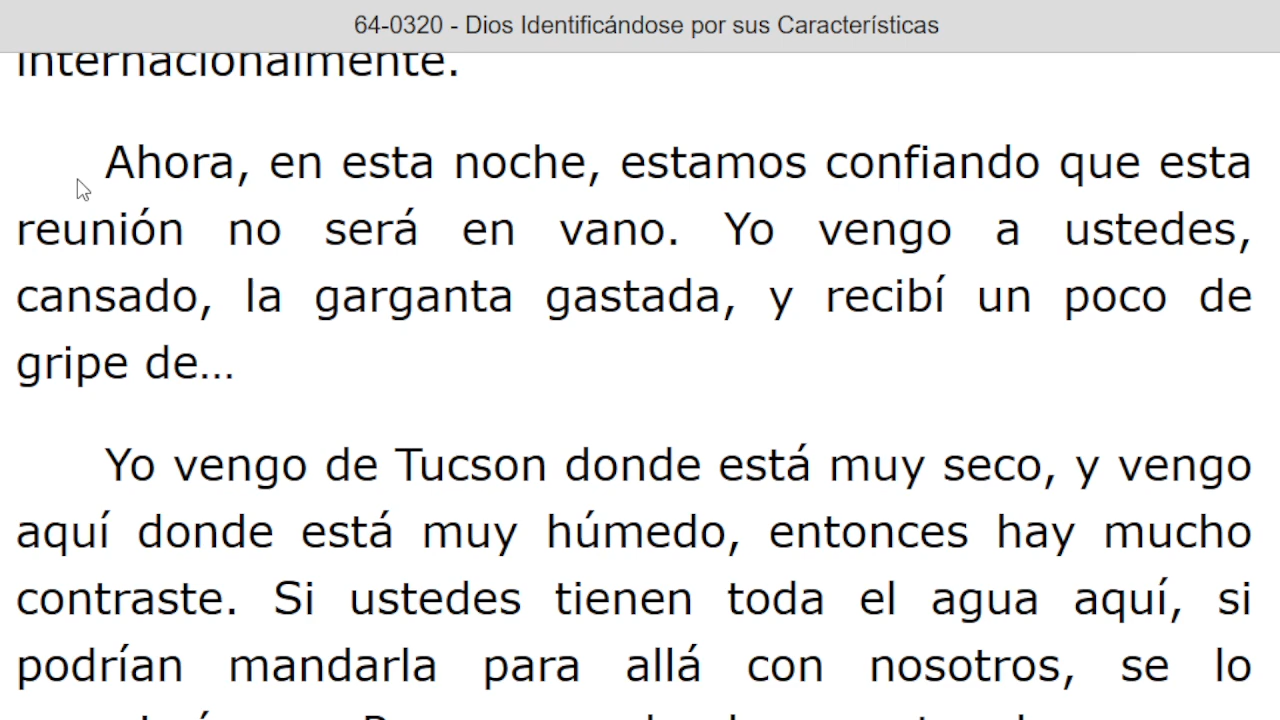 64-0320 - Dios Identificándose por sus Características
internacionalmente.
Ahora, en esta noche, estamos confiando que esta
reunión no será en vano. Yo vengo a ustedes,
cansado, la garganta gastada, y recibí un poco de
gripe de…
Yo vengo de Tucson donde está muy seco, y vengo
aquí donde está muy húmedo, entonces hay mucho
contraste. Si ustedes tienen toda el agua aquí, si
podrían mandarla para allá con nosotros, se lo